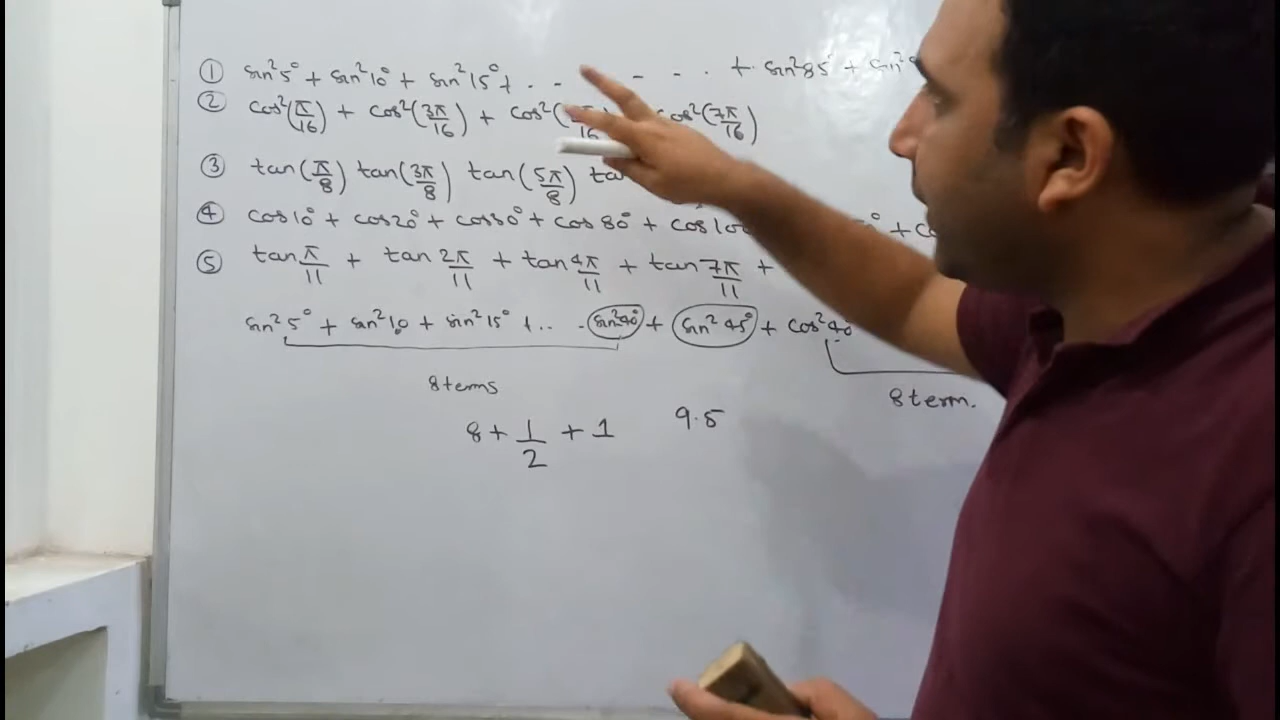 ① sin²5° + sin²10° + sin²15° + . - - - . + sin²85° +
② cos²(π/16) + cos²(3π/16) + cos²( cos²(7π/16)
③ tan(π/8) tan(3π/8) tan(5π/8)
④ cos10° + cos20° + cos30° + cos80° + +
⑤ tan π/11 + tan 2π/11 + tan 4π/11 + tan 7π/11 +
sin²5° + sin²10 + sin²15° + . . . sin²40° + sin²45° + cos²40°
8 terms 8 term.
8 + 1/2 + 1 9.5